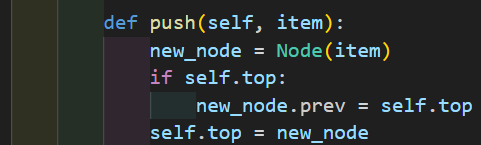 def push(self, item):
new_node = Node(item)
if self.top:
new_node.prev = self.top
self.top = new_node